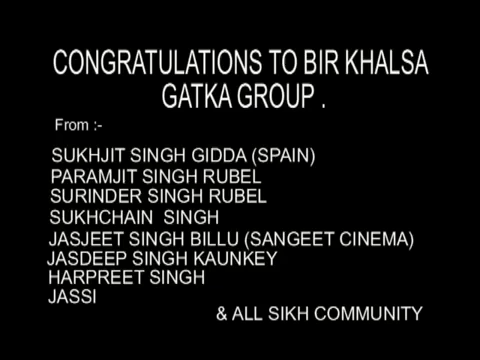 CONGRATULATIONS TO BIR KHALSA
GATKA GROUP .
From :-
SUKHJIT SINGH GIDDA (SPAIN)
PARAMJIT SINGH RUBEL
SURINDER SINGH RUBEL
SUKHCHAIN SINGH
JASJEET SINGH BILLU (SANGEET CINEMA)
JASDEEP SINGH KAUNKEY
HARPREET SINGH
JASSI
& ALL SIKH COMMUNITY